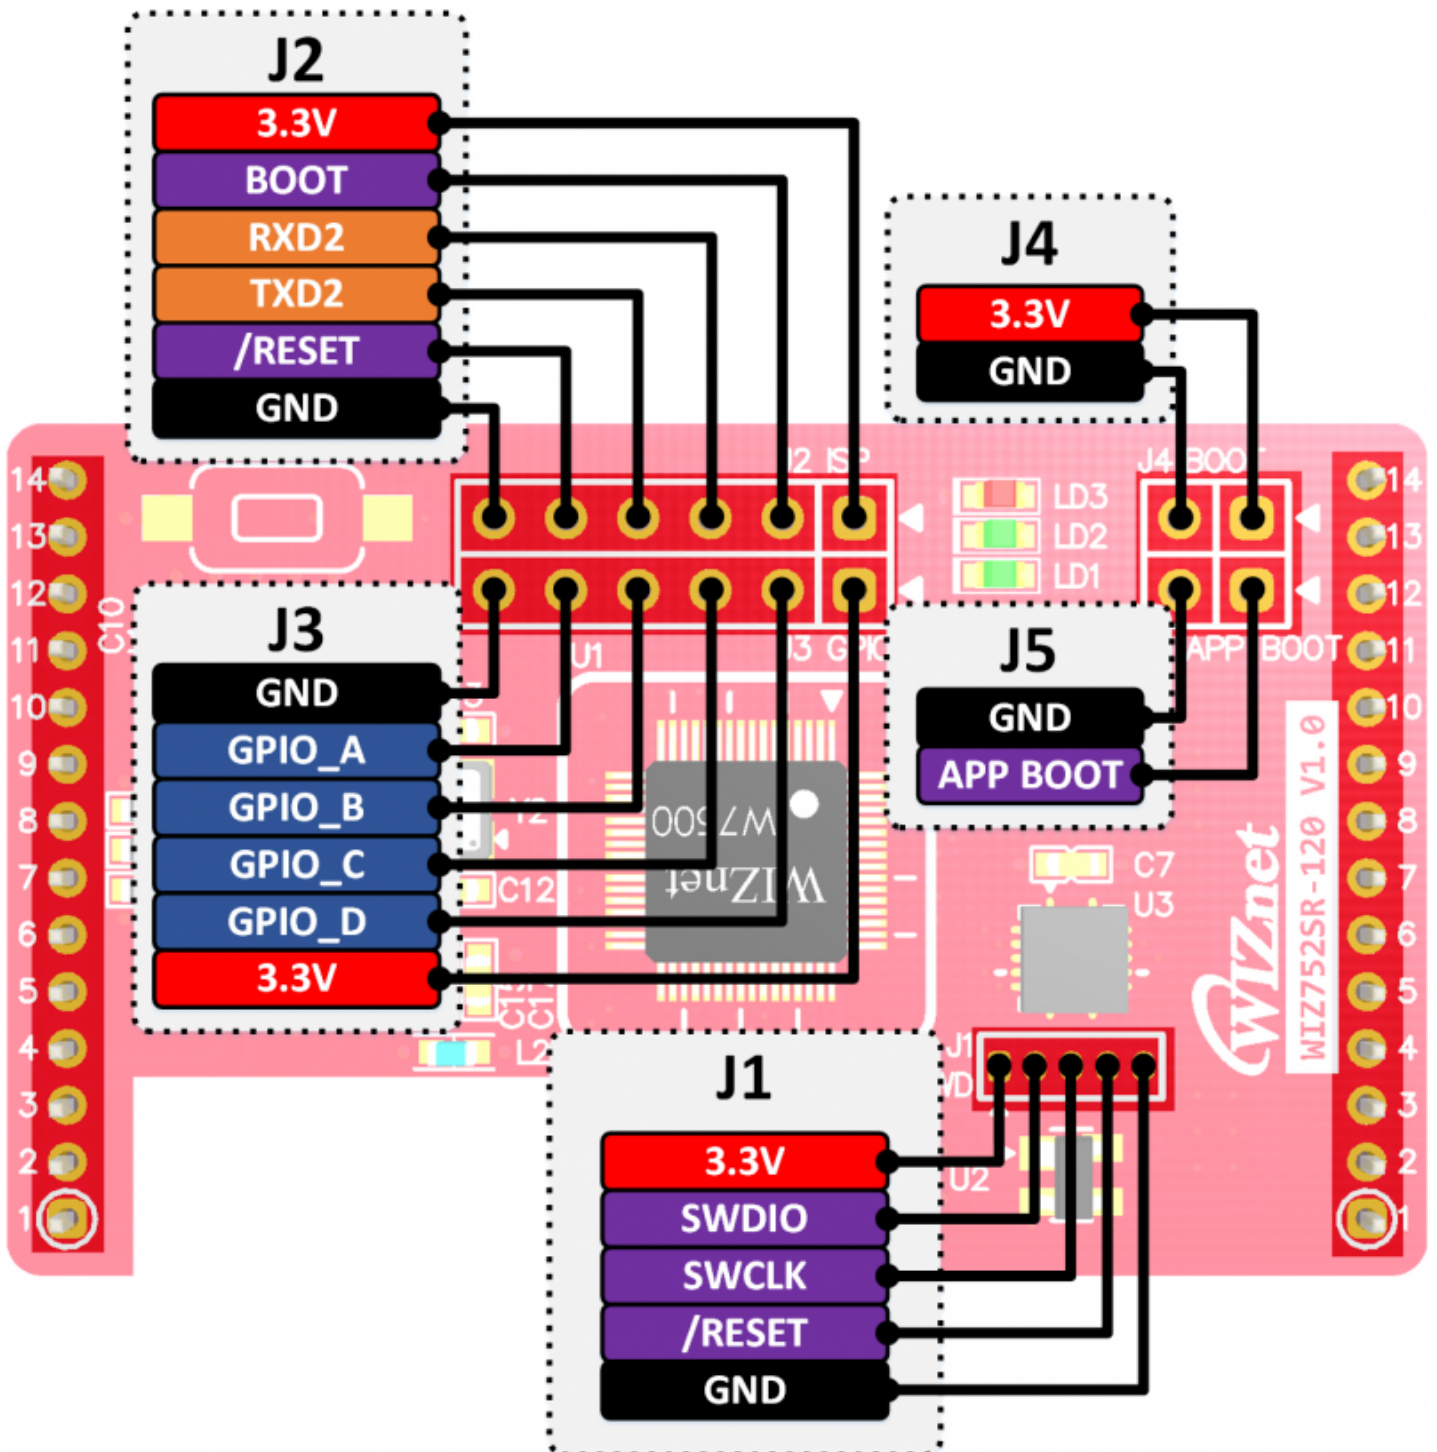 J2
3.3V
BOOT
RXD2
TXD2
/RESET
GND
J4
3.3V
GND
J2 ISP
J4 BOOT
LD3
LD2
LD1
J3 GPIO
APP BOOT
U1
C10
J3
GND
GPIO_A
GPIO_B
GPIO_C
GPIO_D
3.3V
J5
GND
APP BOOT
Y2
C12
L2
W7500
WIZnet
C7
U3
WIZnet
WIZ752SR-120 V1.0
J1
U2
J1
3.3V
SWDIO
SWCLK
/RESET
GND
14
13
12
11
10
9
8
7
6
5
4
3
2
1
14
13
12
11
10
9
8
7
6
5
4
3
2
1